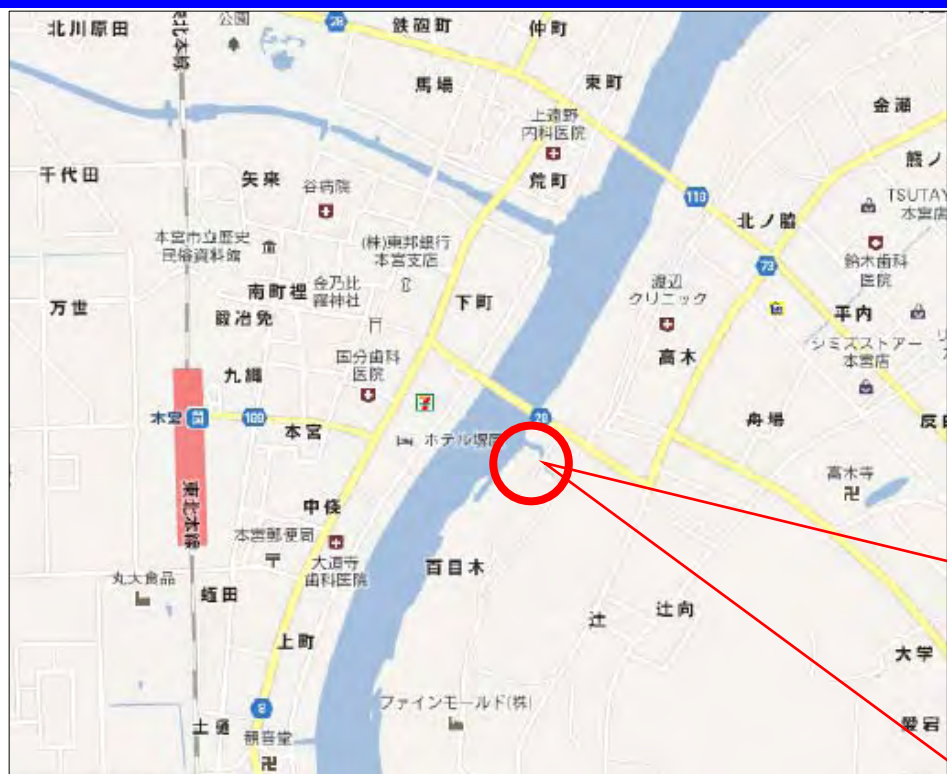 公園
28
鉄砲町
仲町
北川原田
東北本線
馬場
東町
金瀬
上遠野
内科医院
熊ノ
千代田
矢来
谷病院
荒町
118
TSUTAY
本宮店
北ノ脇
本宮市立歴史
民俗資料館
(株)東邦銀行
本宮支店
鈴木歯科
医院
73
南町裡
金乃比
羅神社
渡辺
クリニック
万世
下町
平内
鍛冶免
シミズストアー
本宮店
国分歯科
医院
高木
九縄
舟場
本宮
本宮
ホテル
高木寺
東北本線
中條
本宮郵便局
大道寺
歯科医院
百目木
丸大食品
辻
辻向
上町
大学
ファインモールド(株)
8
観音堂
愛宕